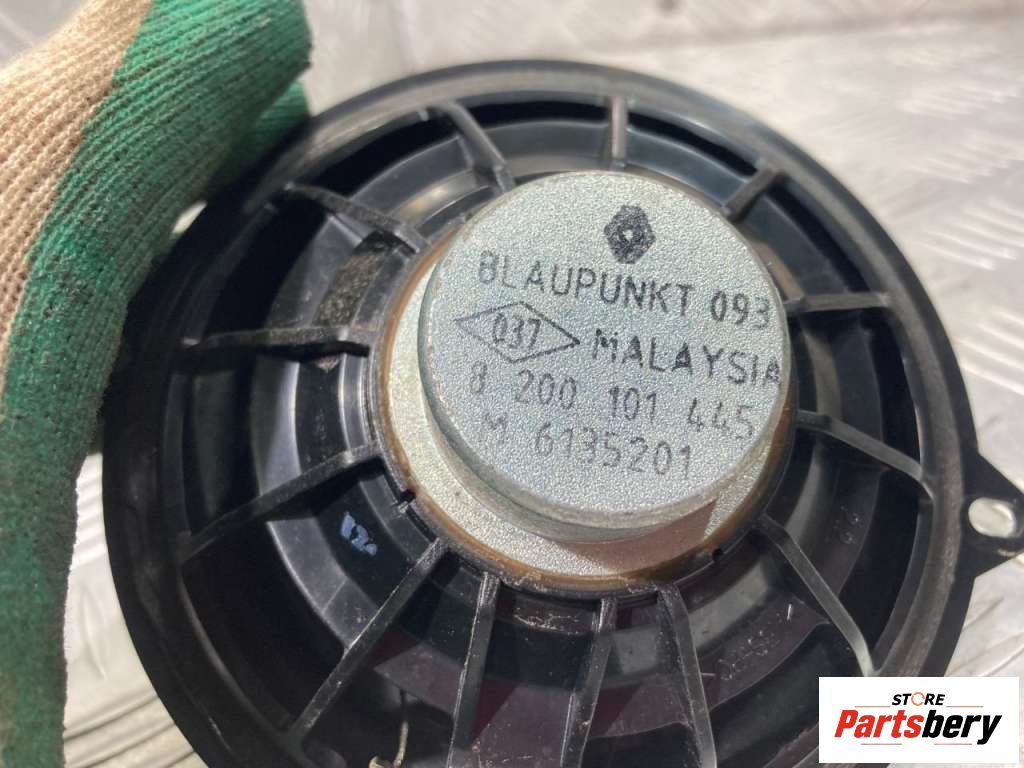 BLAUPUNKT 093
037 MALAYSIA
8 200 101 445
M 6135201
STORE
Partsbery